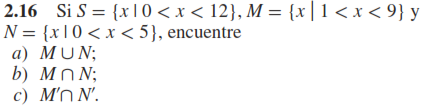 2.16 Si S = {x | 0 < x < 12}, M = {x | 1 < x < 9} y
N = {x | 0 < x < 5}, encuentre
a) M ∪ N;
b) M ∩ N;
c) M' ∩ N'.